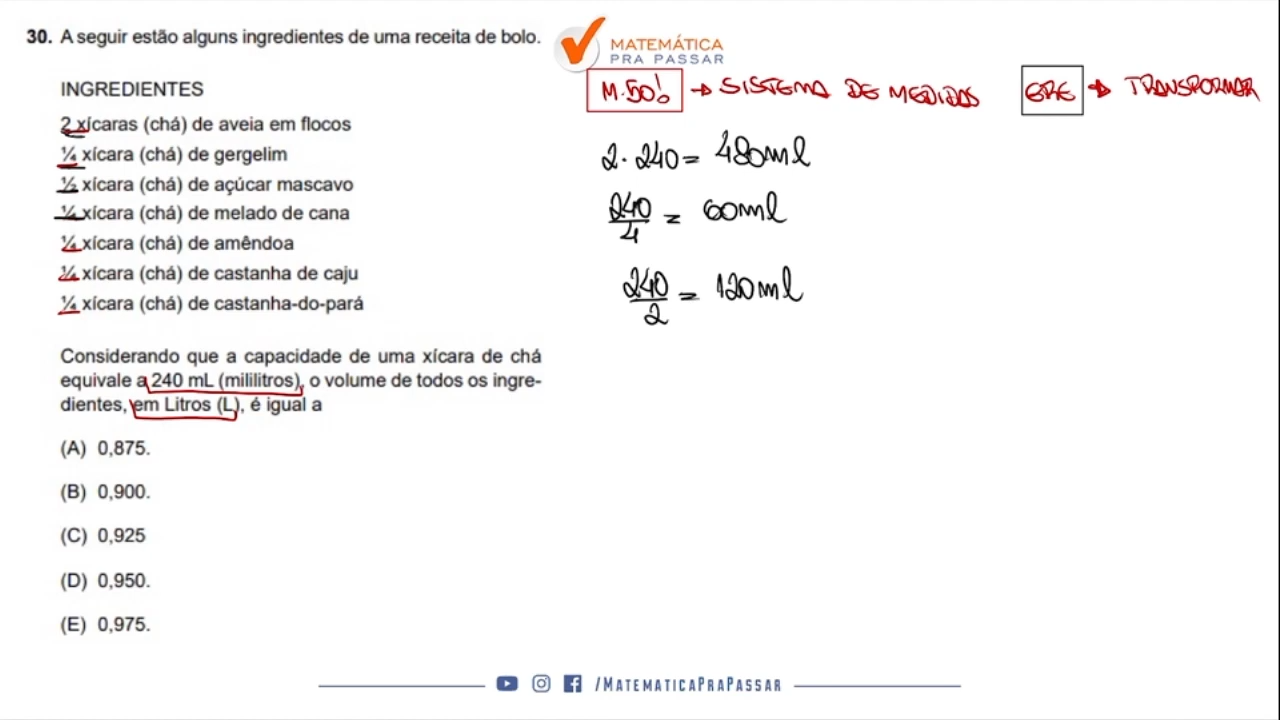 30. A seguir estão alguns ingredientes de uma receita de bolo.
MATEMÁTICA
PRA PASSAR
INGREDIENTES
2 xícaras (chá) de aveia em flocos
¼ xícara (chá) de gergelim
½ xícara (chá) de açúcar mascavo
¼ xícara (chá) de melado de cana
¼ xícara (chá) de amêndoa
¼ xícara (chá) de castanha de caju
¼ xícara (chá) de castanha-do-pará
Considerando que a capacidade de uma xícara de chá
equivale a 240 mL (mililitros), o volume de todos os ingre-
dientes, em Litros (L), é igual a
(A) 0,875.
(B) 0,900.
(C) 0,925
(D) 0,950.
(E) 0,975.
M.50! → SISTEMA DE MEDIDAS
→ TRANSFORMAR
2 · 240 = 480ml
240/4 = 60ml
240/2 = 120ml
/MATEMATICAPRAPASSAR